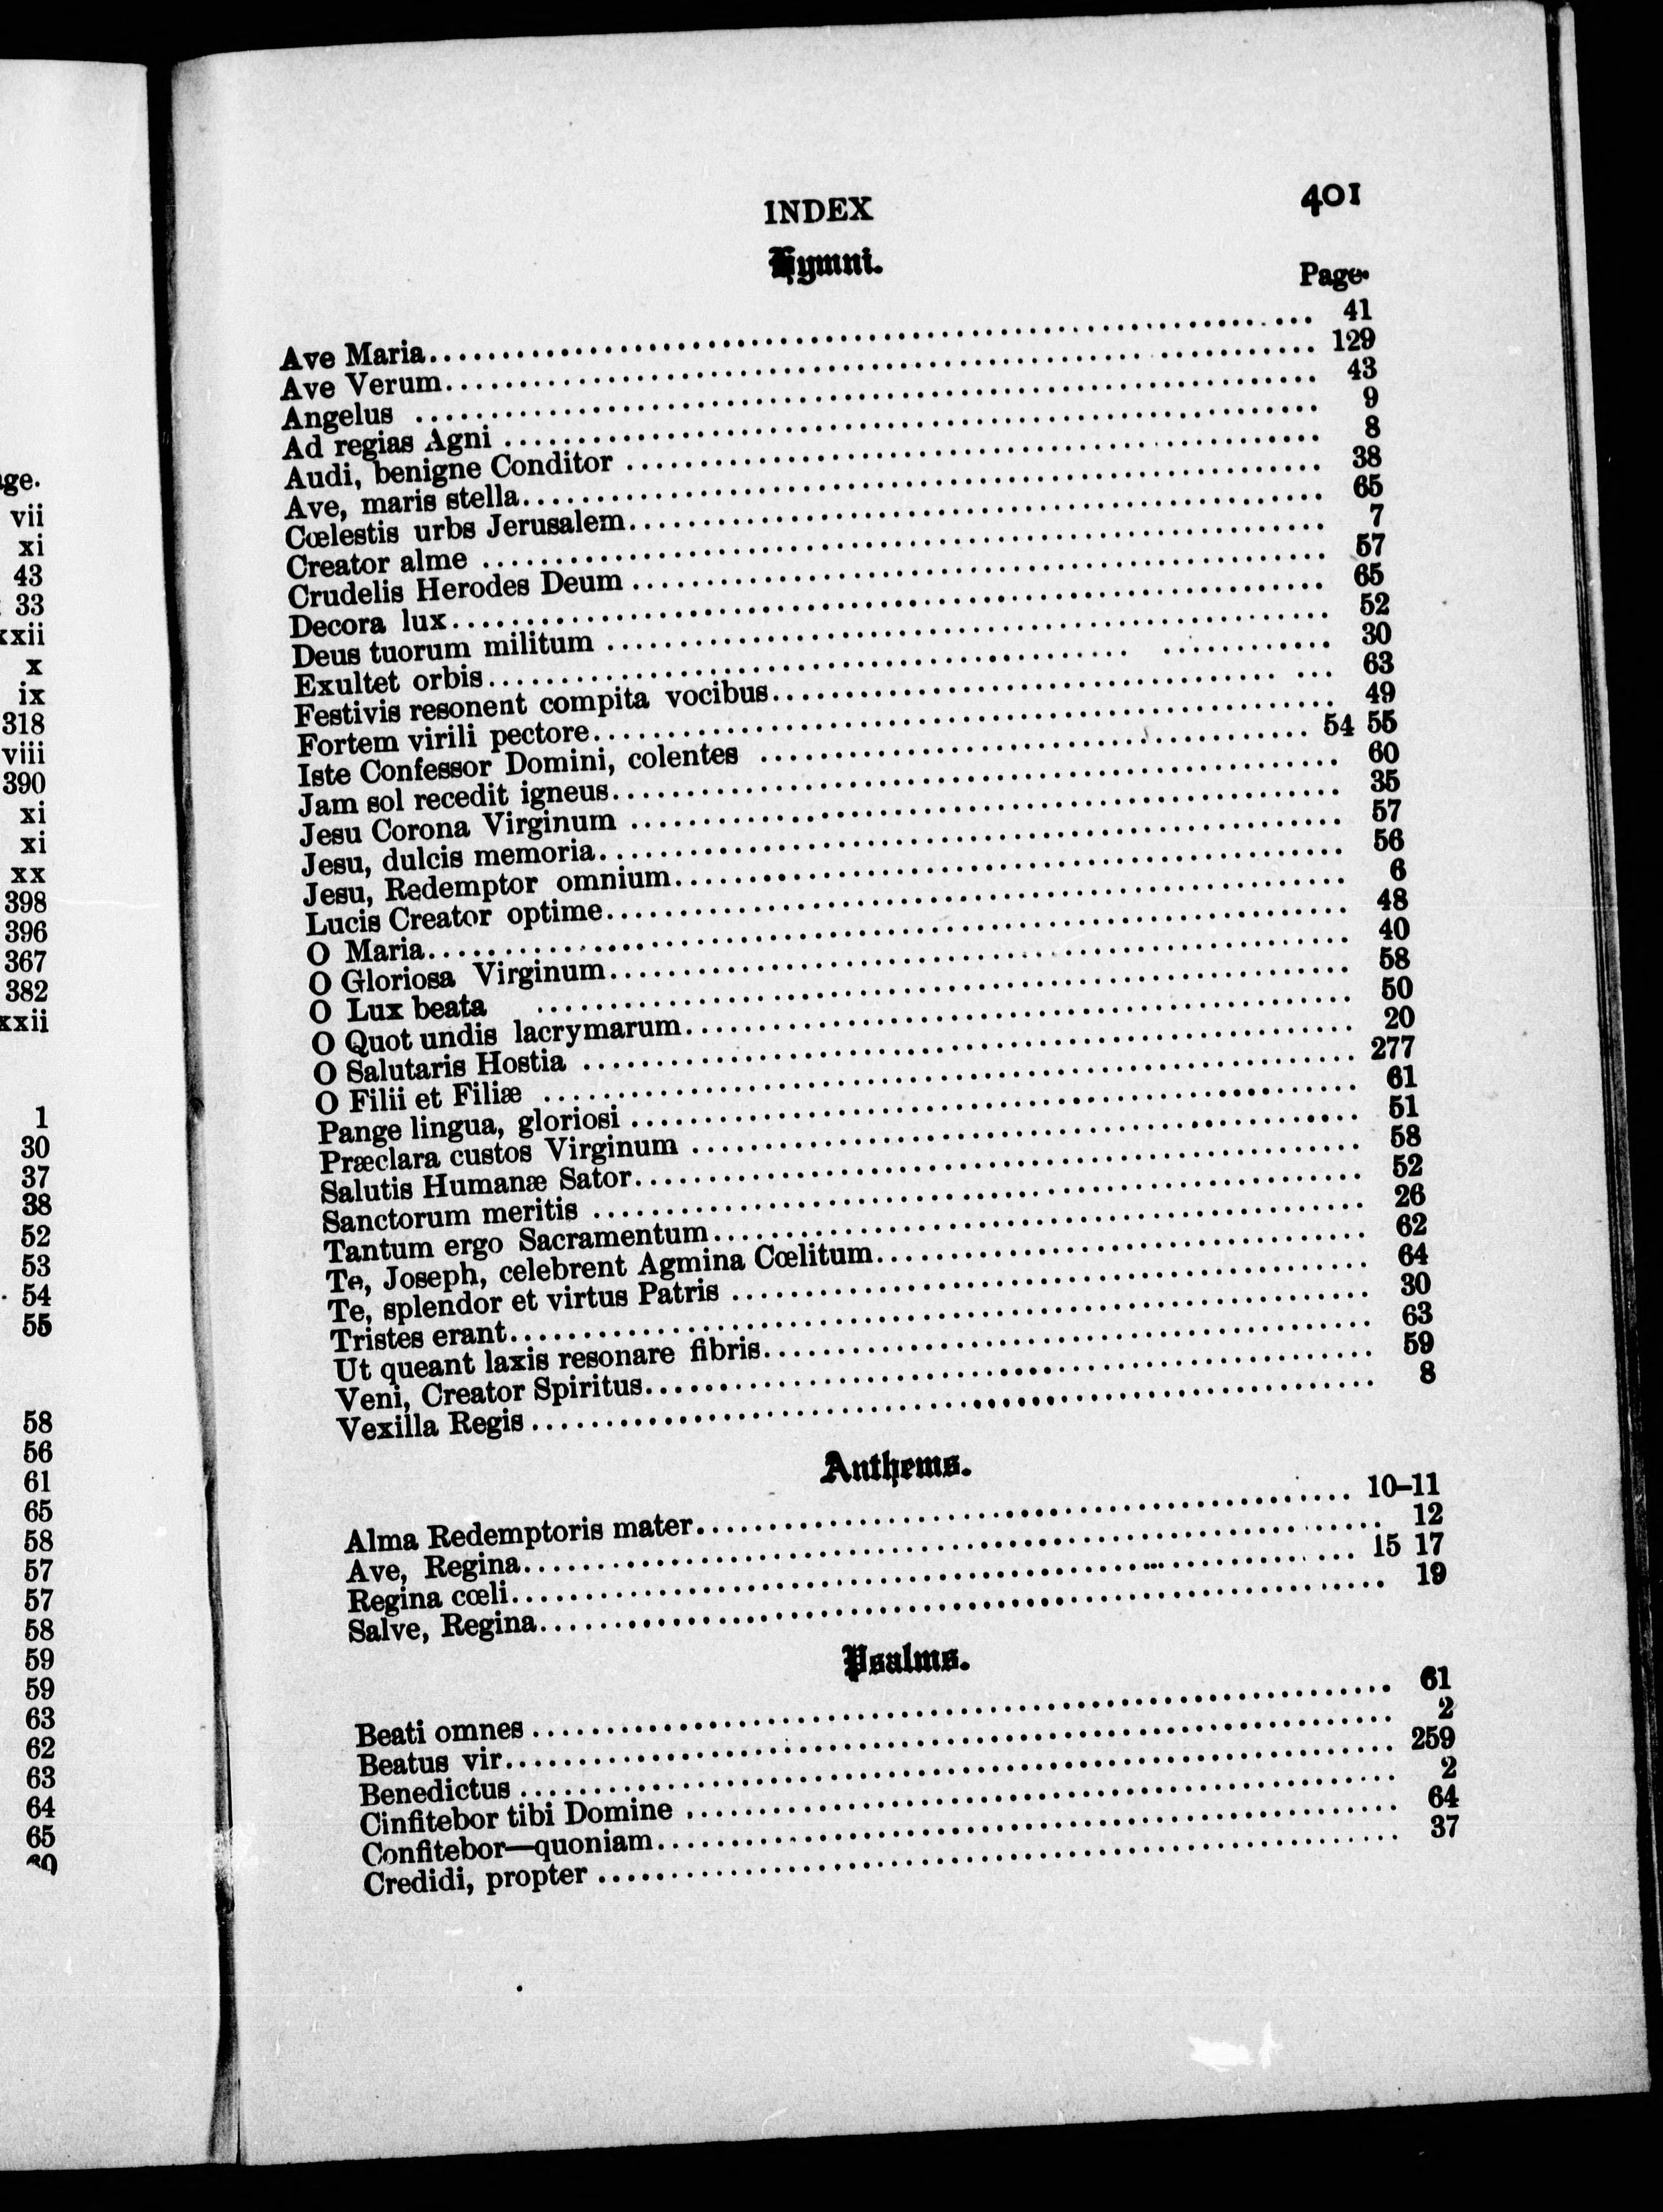 vii
xi
43
33
x
ix
318
viii
390
xi
xi
xx
398
396
367
382
1
30
37
38
52
53
54
55
58
56
61
65
58
57
57
58
59
59
63
62
63
64
65
INDEX 401
Hymni.
Page.
Ave Maria........ 41
Ave Verum........ 129
Angelus ........ 43
Ad regias Agni ........ 9
Audi, benigne Conditor ........ 8
Ave, maris stella........ 38
Cœlestis urbs Jerusalem........ 65
Creator alme ........ 7
Crudelis Herodes Deum ........ 57
Decora lux........ 65
Deus tuorum militum ........ 52
Exultet orbis........ 30
Festivis resonent compita vocibus........ 63
Fortem virili pectore........ 49
Iste Confessor Domini, colentes ........ 54 55
Jam sol recedit igneus........ 60
Jesu Corona Virginum ........ 35
Jesu, dulcis memoria........ 57
Jesu, Redemptor omnium........ 56
Lucis Creator optime........ 6
O Maria........ 48
O Gloriosa Virginum........ 40
O Lux beata ........ 58
O Quot undis lacrymarum........ 50
O Salutaris Hostia ........ 20
O Filii et Filiæ ........ 277
Pange lingua, gloriosi ........ 61
Præclara custos Virginum ........ 51
Salutis Humanæ Sator........ 58
Sanctorum meritis ........ 52
Tantum ergo Sacramentum........ 26
Te, Joseph, celebrent Agmina Cœlitum........ 62
Te, splendor et virtus Patris ........ 64
Tristes erant........ 30
Ut queant laxis resonare fibris........ 63
Veni, Creator Spiritus........ 59
Vexilla Regis ........ 8
Anthems.
Alma Redemptoris mater........ 10–11
Ave, Regina........ 12
Regina cœli........ 15 17
Salve, Regina........ 19
Psalms.
Beati omnes ........ 61
Beatus vir........ 2
Benedictus ........ 259
Cinfitebor tibi Domine ........ 2
Confitebor—quoniam........ 64
Credidi, propter ........ 37